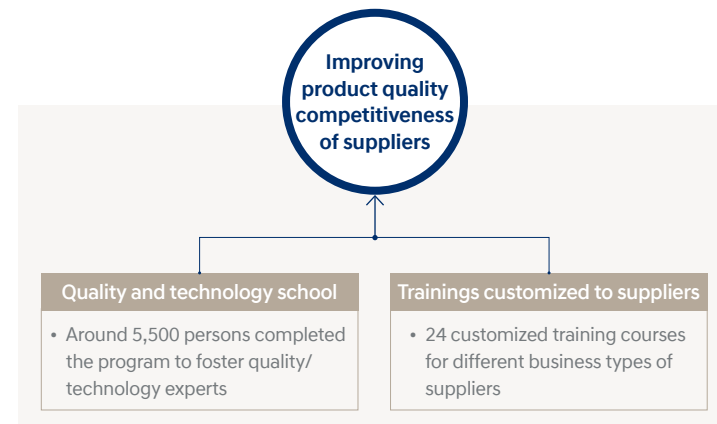 Improving
product quality
competitiveness
of suppliers
Quality and technology school
• Around 5,500 persons completed
the program to foster quality/
technology experts
Trainings customized to suppliers
• 24 customized training courses
for different business types of
suppliers